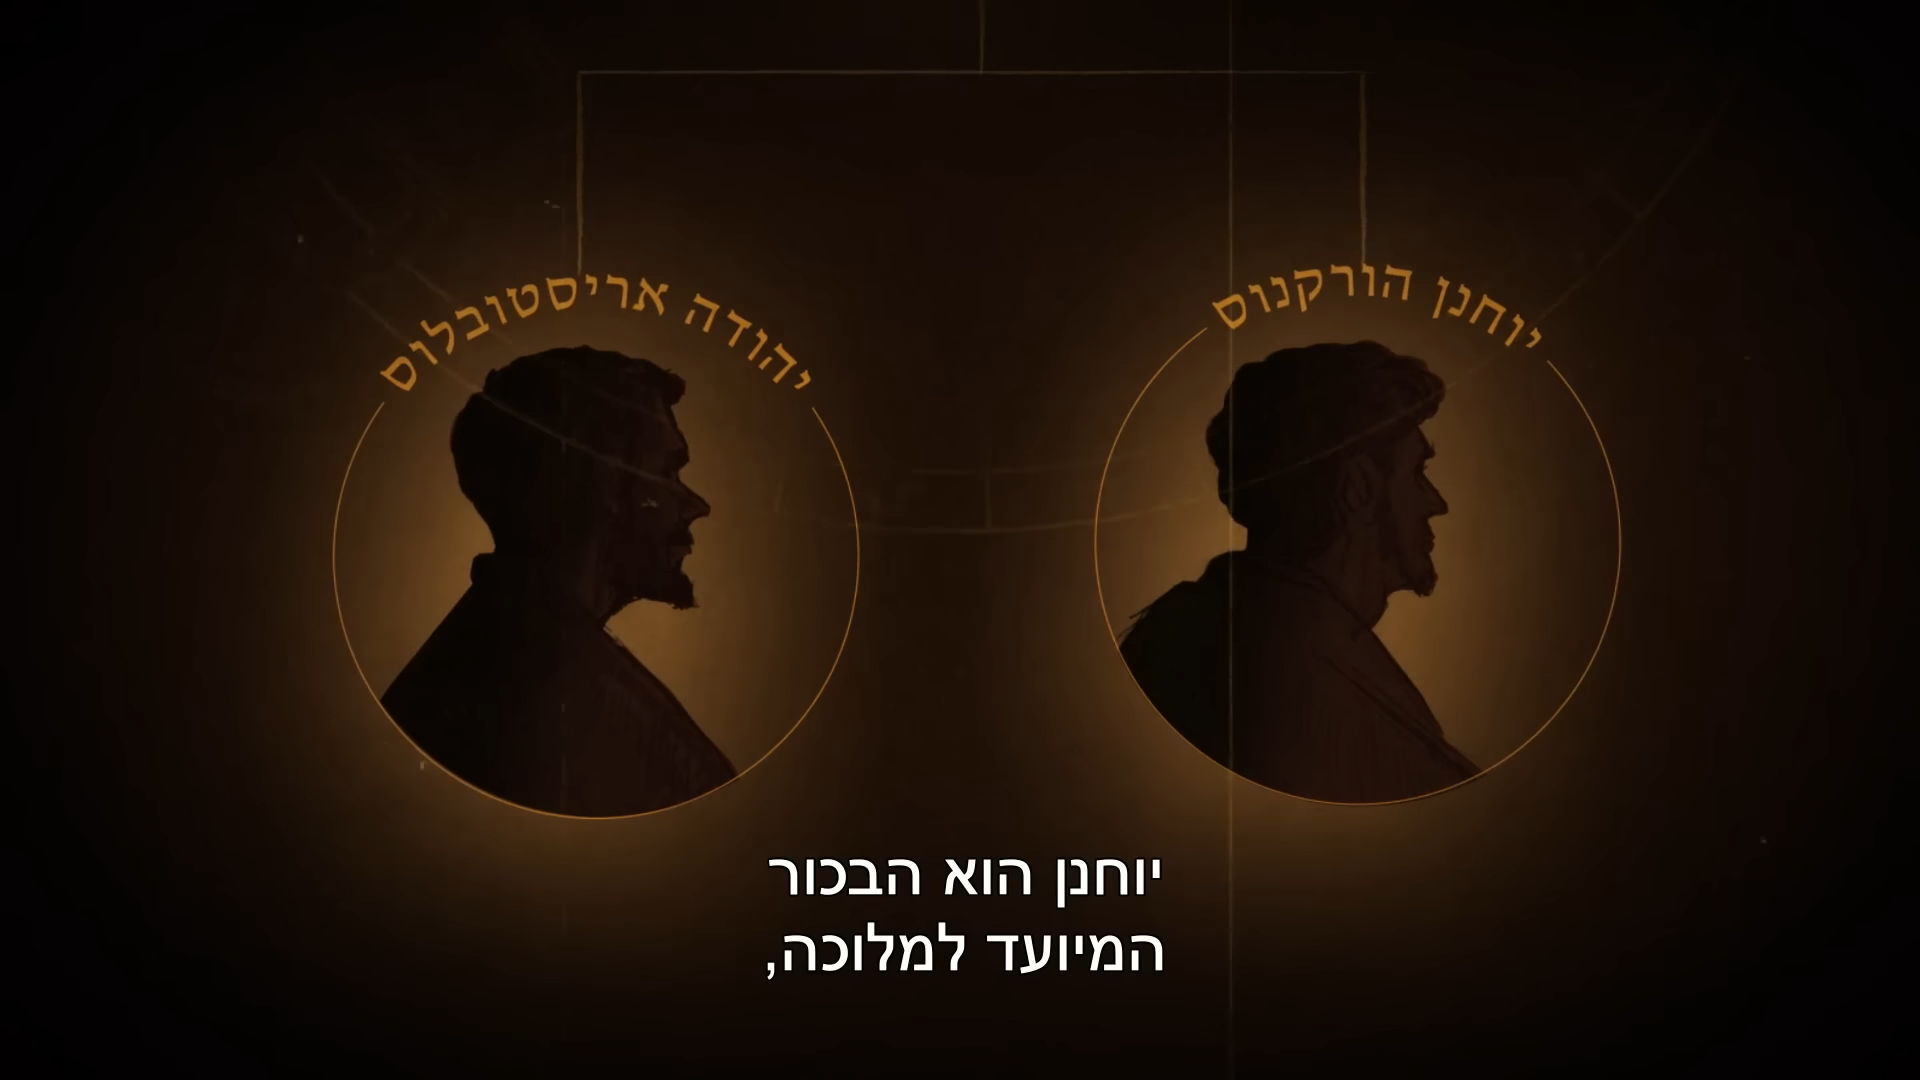 יוחנן הורקנוס
יהודה אריסטובלוס
יוחנן הוא הבכור
המיועד למלוכה,